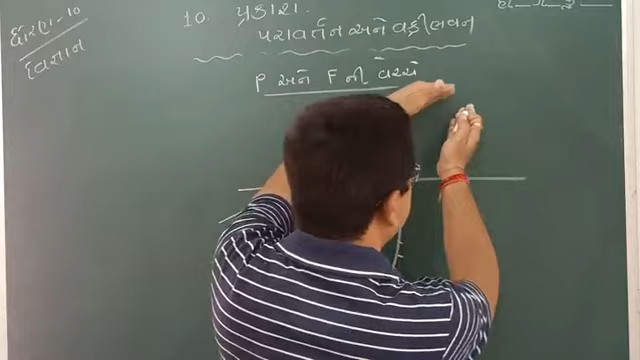 ધોરણ-10
વિજ્ઞાન
10. પ્રકાશ.
પરાવર્તન અને વક્રીભવન
P અને F ની વચ્ચે